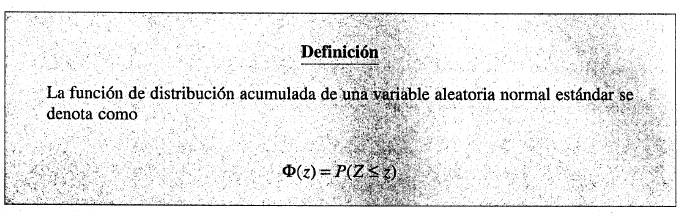 Definición
La función de distribución acumulada de una variable aleatoria normal estándar se
denota como
Φ(z) = P(Z ≤ z)